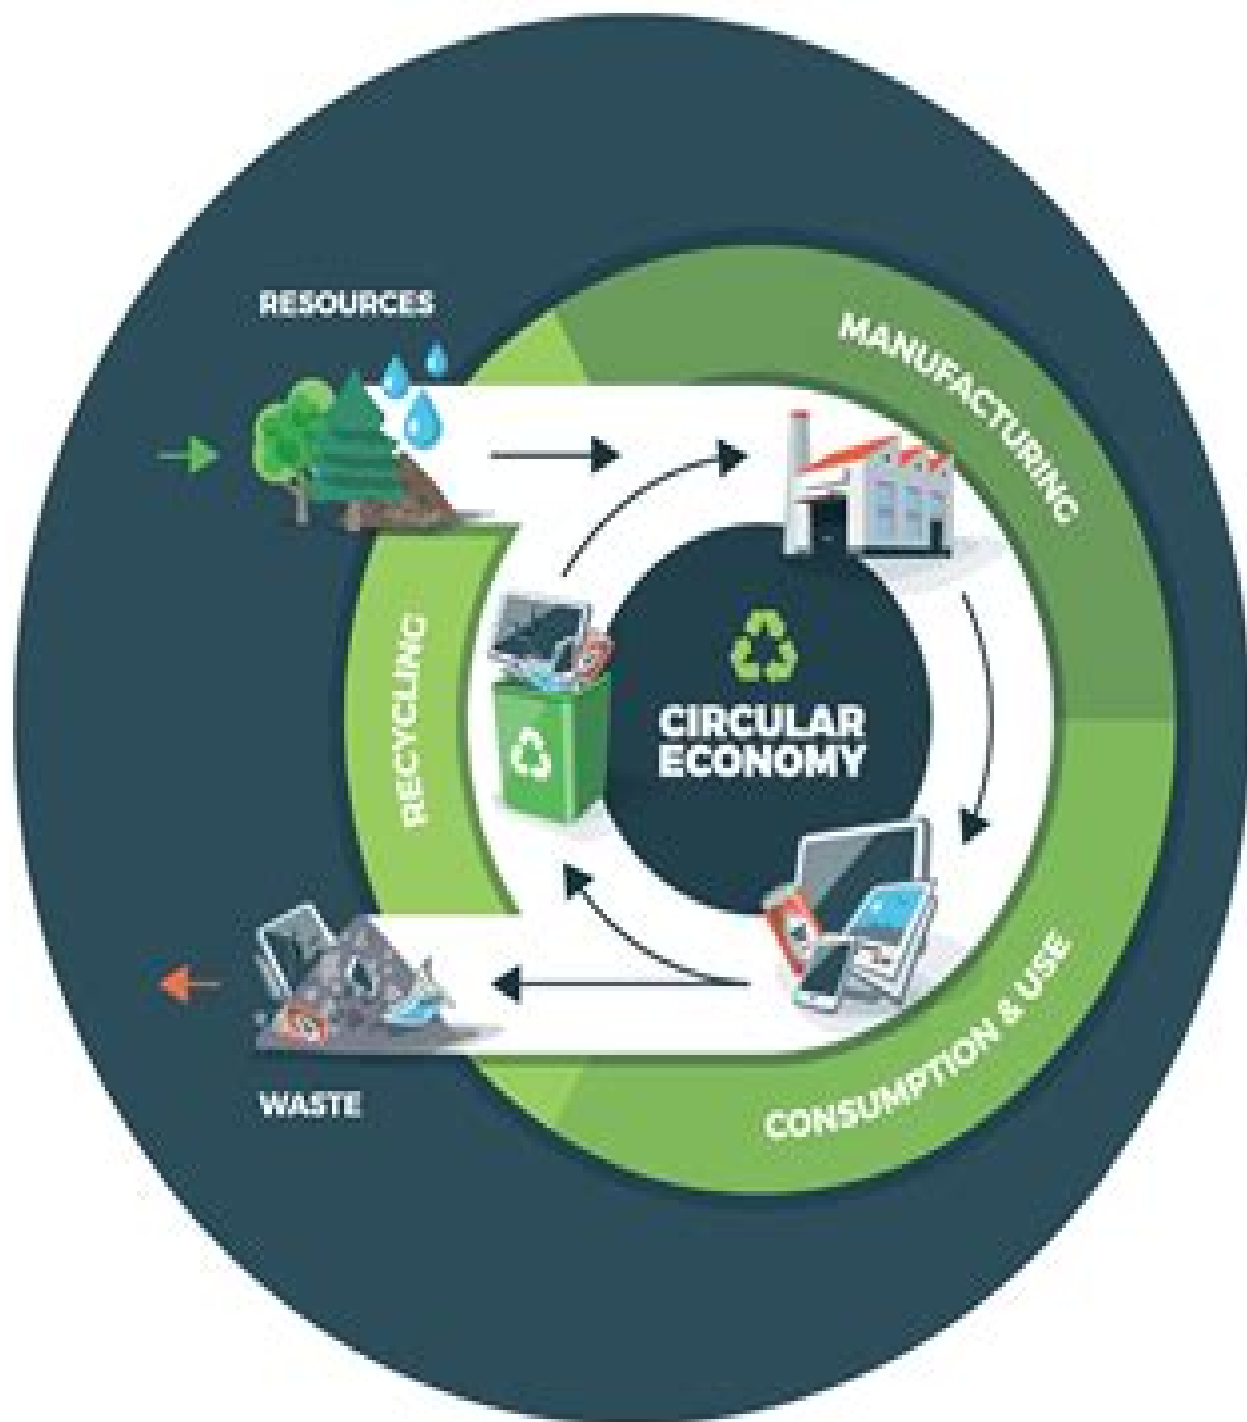 RESOURCES
MANUFACTURING
RECYCLING
CIRCULAR
ECONOMY
CONSUMPTION & USE
WASTE